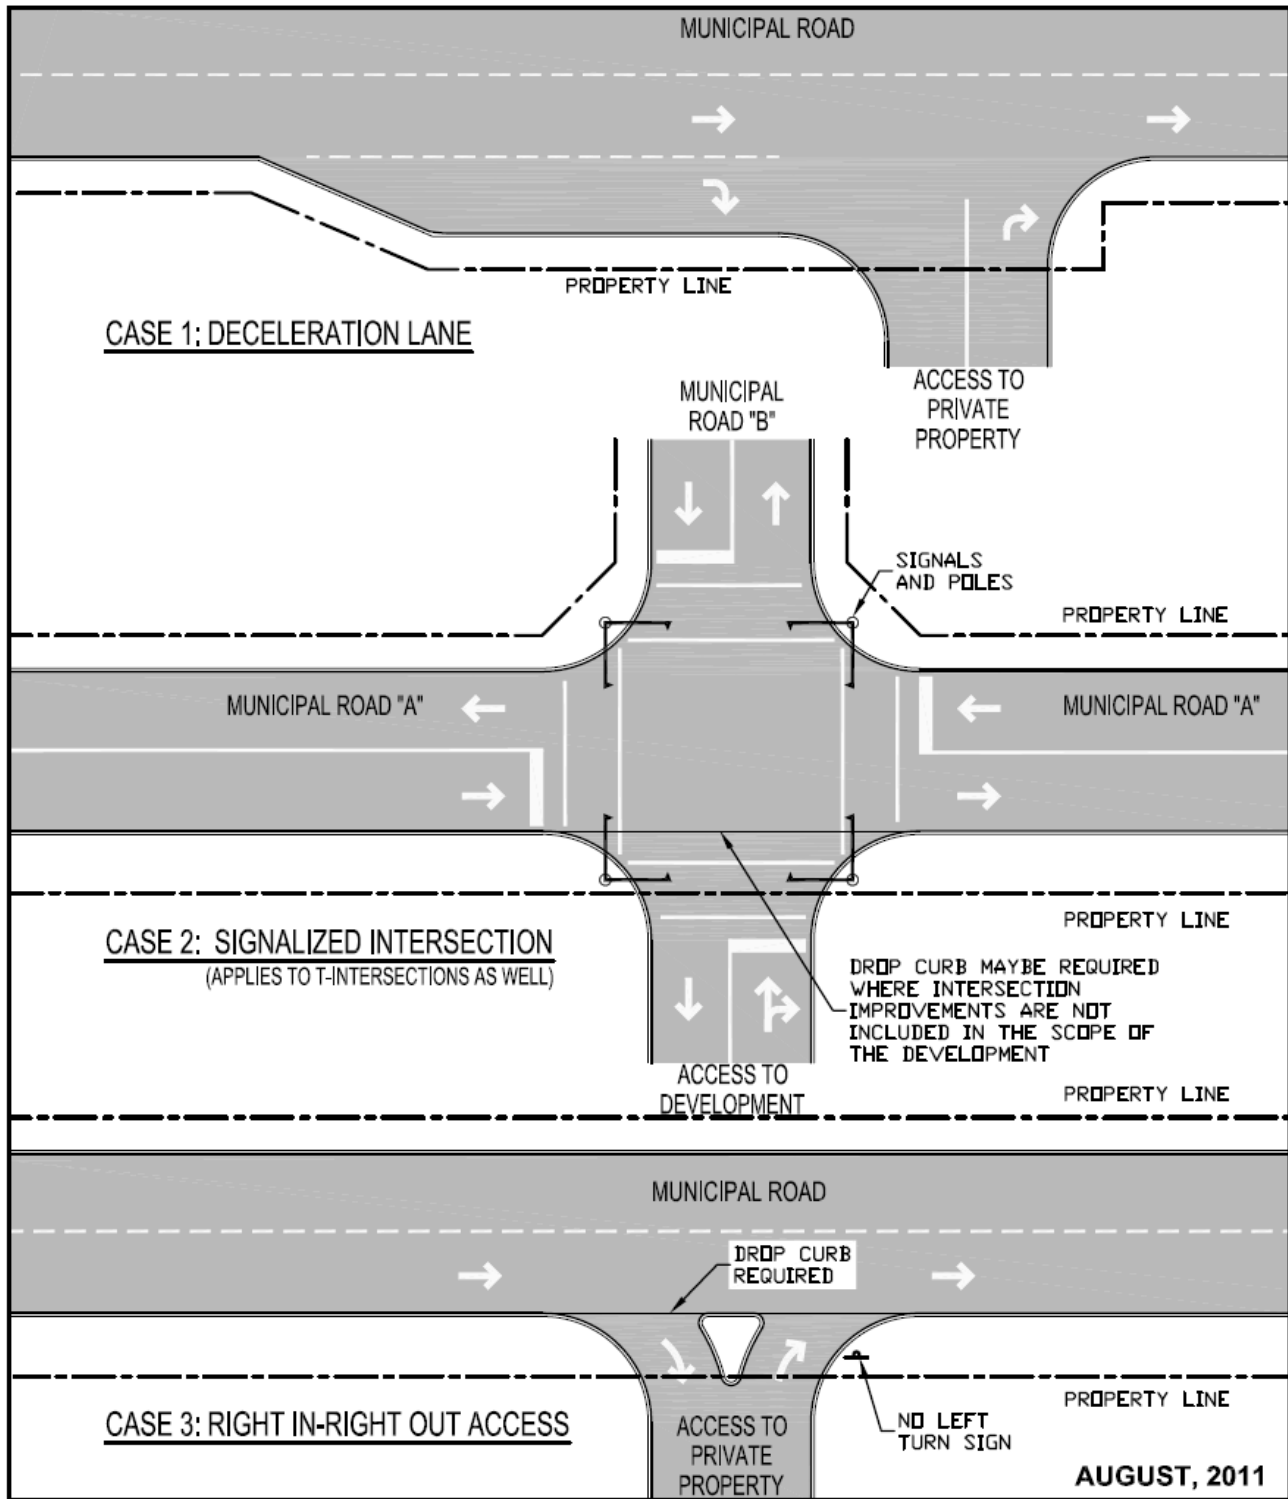 MUNICIPAL ROAD
PROPERTY LINE
CASE 1: DECELERATION LANE
ACCESS TO
PRIVATE
PROPERTY
MUNICIPAL
ROAD "B"
SIGNALS
AND POLES
PROPERTY LINE
MUNICIPAL ROAD "A"
MUNICIPAL ROAD "A"
PROPERTY LINE
CASE 2: SIGNALIZED INTERSECTION
(APPLIES TO T-INTERSECTIONS AS WELL)
DROP CURB MAYBE REQUIRED
WHERE INTERSECTION
IMPROVEMENTS ARE NOT
INCLUDED IN THE SCOPE OF
THE DEVELOPMENT
ACCESS TO
DEVELOPMENT
PROPERTY LINE
MUNICIPAL ROAD
DROP CURB
REQUIRED
PROPERTY LINE
CASE 3: RIGHT IN-RIGHT OUT ACCESS
ACCESS TO
PRIVATE
PROPERTY
NO LEFT
TURN SIGN
AUGUST, 2011